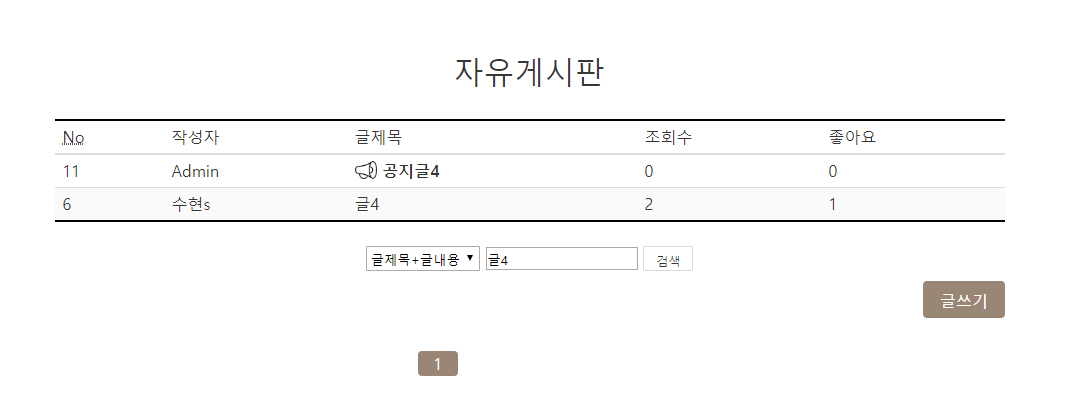 자유게시판
No 작성자 글제목 조회수 좋아요
11 Admin 공지글4 0 0
6 수현s 글4 2 1
글제목+글내용 글4 검색
글쓰기
1